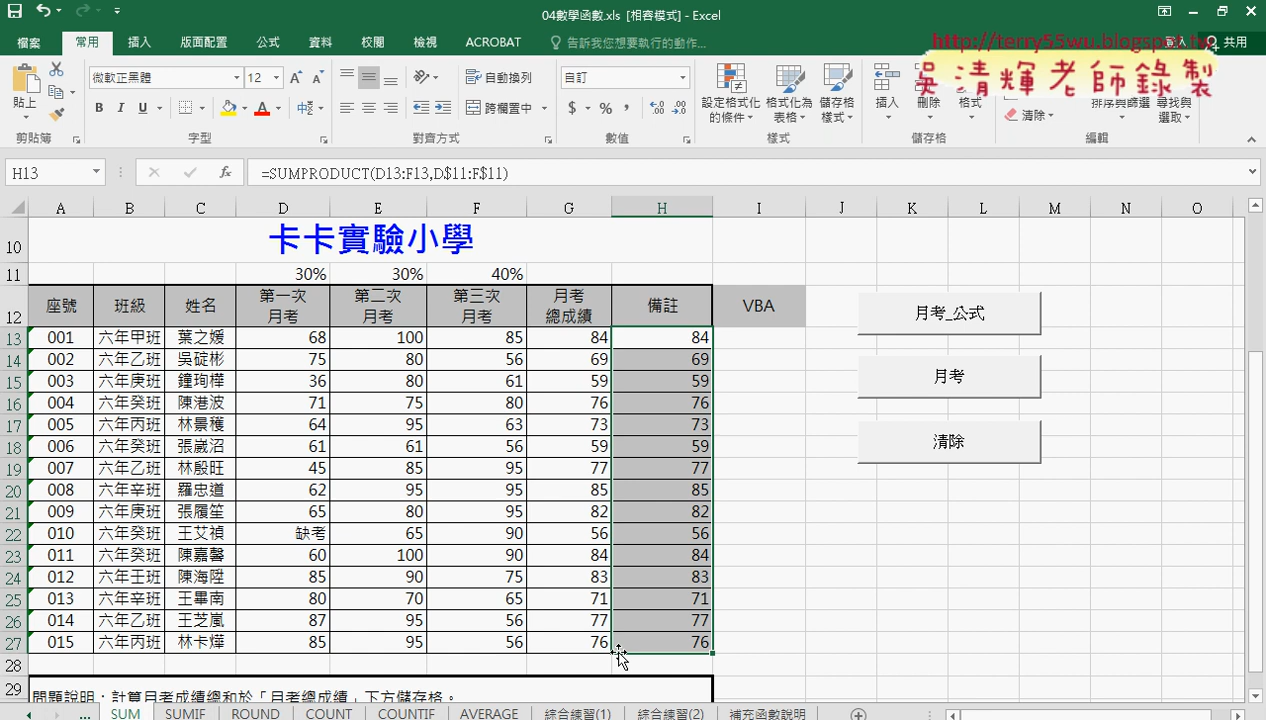 04數學函數.xls [相容模式] - Excel
檔案 常用 插入 版面配置 公式 資料 校閱 檢視 ACROBAT 告訴我您想要執行的動作... 共用
http://terry55wu.blogspot.tw
吳清輝老師錄製
微軟正黑體 12 自動換列 自訂
貼上 B I U 中 跨欄置中 $ % , 設定格式化的條件 格式化為表格 儲存格樣式 插入 刪除 格式 清除 排序與篩選 尋找與選取
剪貼簿 字型 對齊方式 數值 樣式 儲存格 編輯
H13 fx =SUMPRODUCT(D13:F13,D$11:F$11)
A B C D E F G H I J K L M N O
10 卡卡實驗小學
11 30% 30% 40%
12 座號 班級 姓名 第一次月考 第二次月考 第三次月考 月考總成績 備註 VBA 月考_公式
13 001 六年甲班 葉之媛 68 100 85 84 84
14 002 六年乙班 吳碇彬 75 80 56 69 69
15 003 六年庚班 鐘珣樺 36 80 61 59 59 月考
16 004 六年癸班 陳港波 71 75 80 76 76
17 005 六年丙班 林景穫 64 95 63 73 73
18 006 六年癸班 張崴沼 61 61 56 59 59 清除
19 007 六年乙班 林殷旺 45 85 95 77 77
20 008 六年辛班 羅忠道 62 95 95 85 85
21 009 六年庚班 張履笙 65 80 95 82 82
22 010 六年癸班 王艾禎 缺考 65 90 56 56
23 011 六年癸班 陳嘉馨 60 100 90 84 84
24 012 六年壬班 陳海陞 85 90 75 83 83
25 013 六年辛班 王畢南 80 70 65 71 71
26 014 六年乙班 王芝嵐 87 95 56 77 77
27 015 六年丙班 林卡燁 85 95 56 76 76
28
29 問題說明：計算月考成績總和於「月考總成績」下方儲存格。
... SUM SUMIF ROUND COUNT COUNTIF AVERAGE 綜合練習(1) 綜合練習(2) 補充函數說明